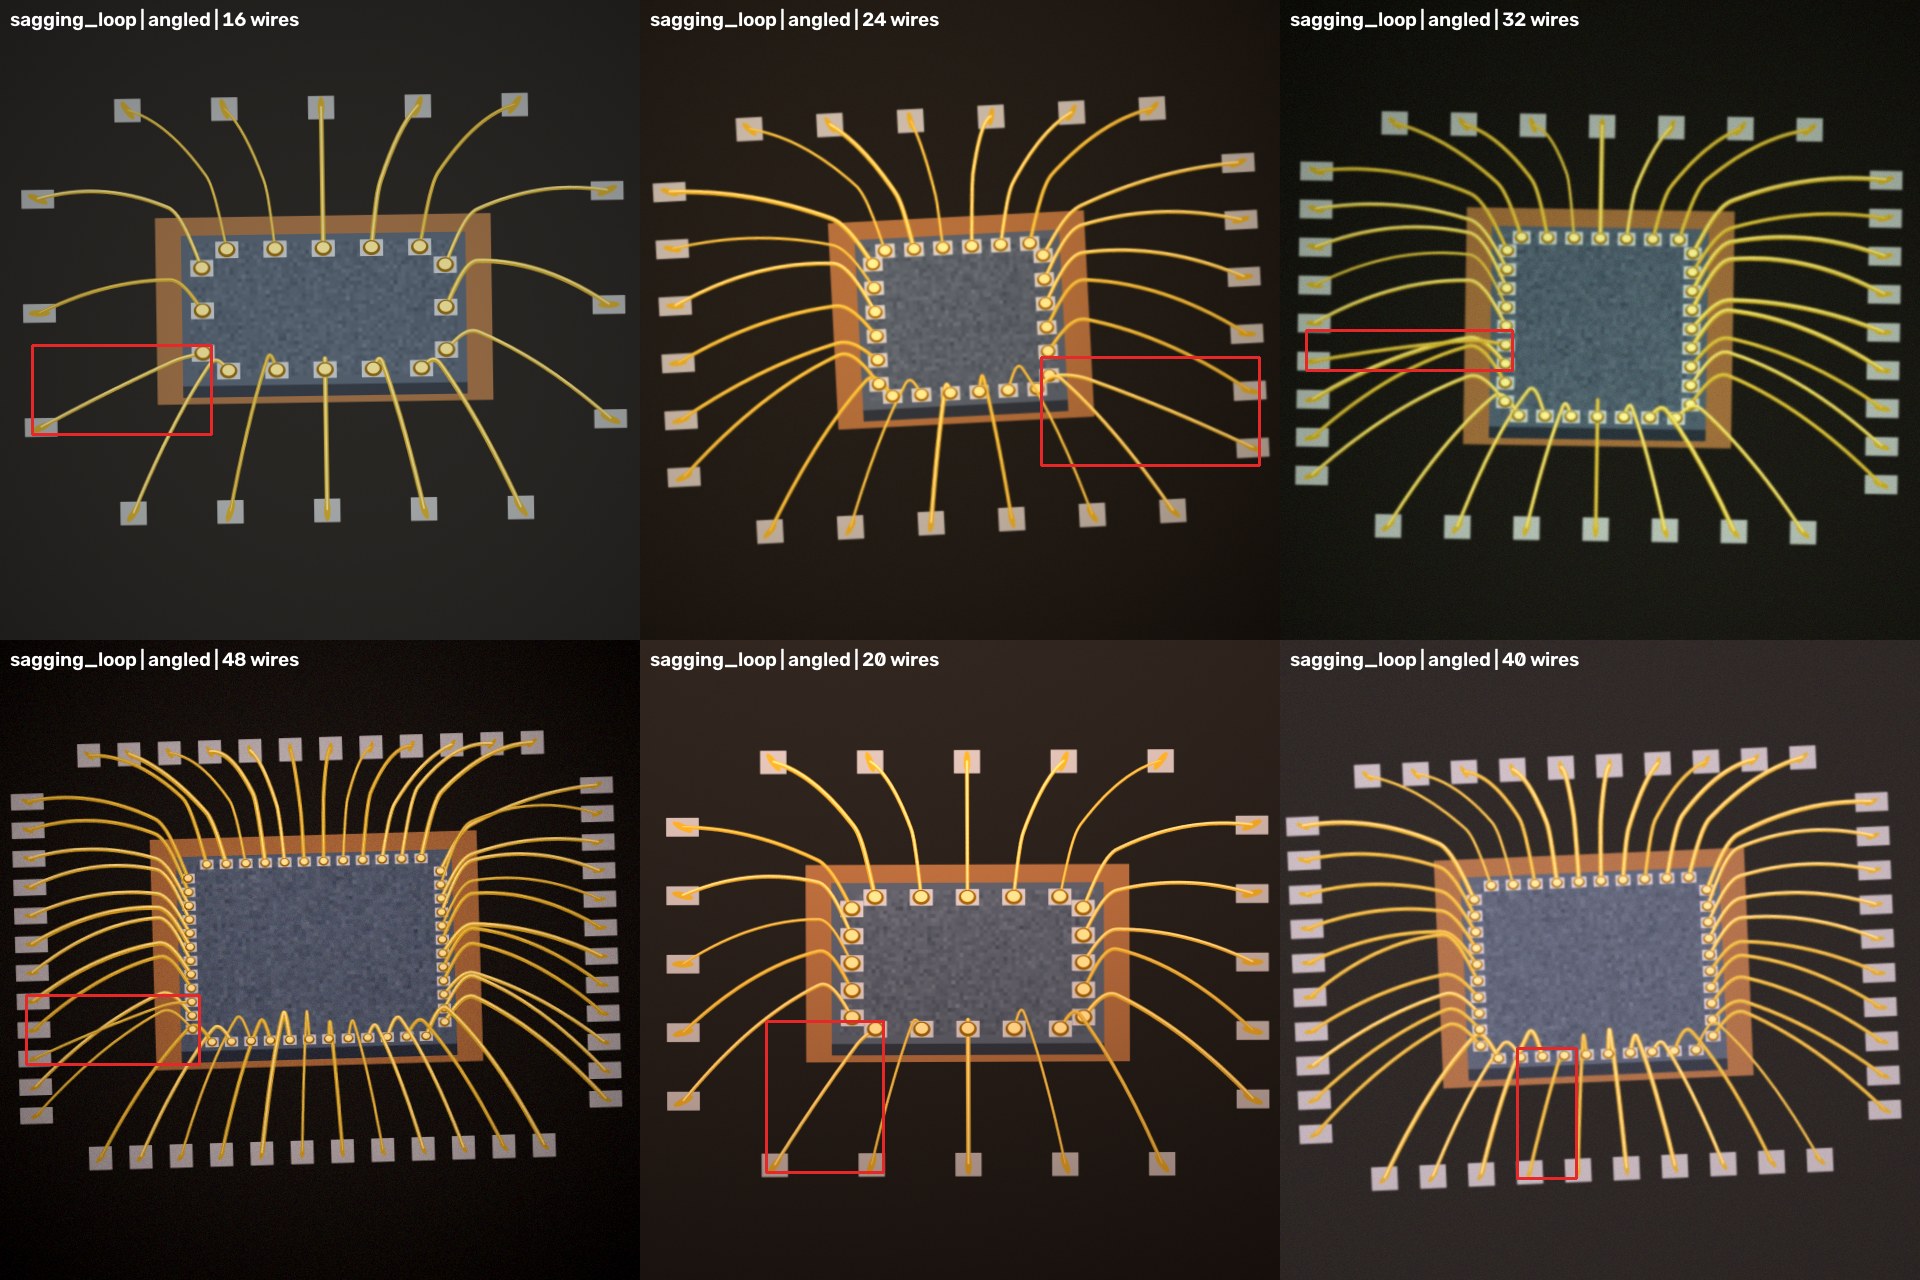 sagging_loop|angled|16 wires
sagging_loop|angled|24 wires
sagging_loop|angled|32 wires
sagging_loop|angled|48 wires
sagging_loop|angled|20 wires
sagging_loop|angled|40 wires